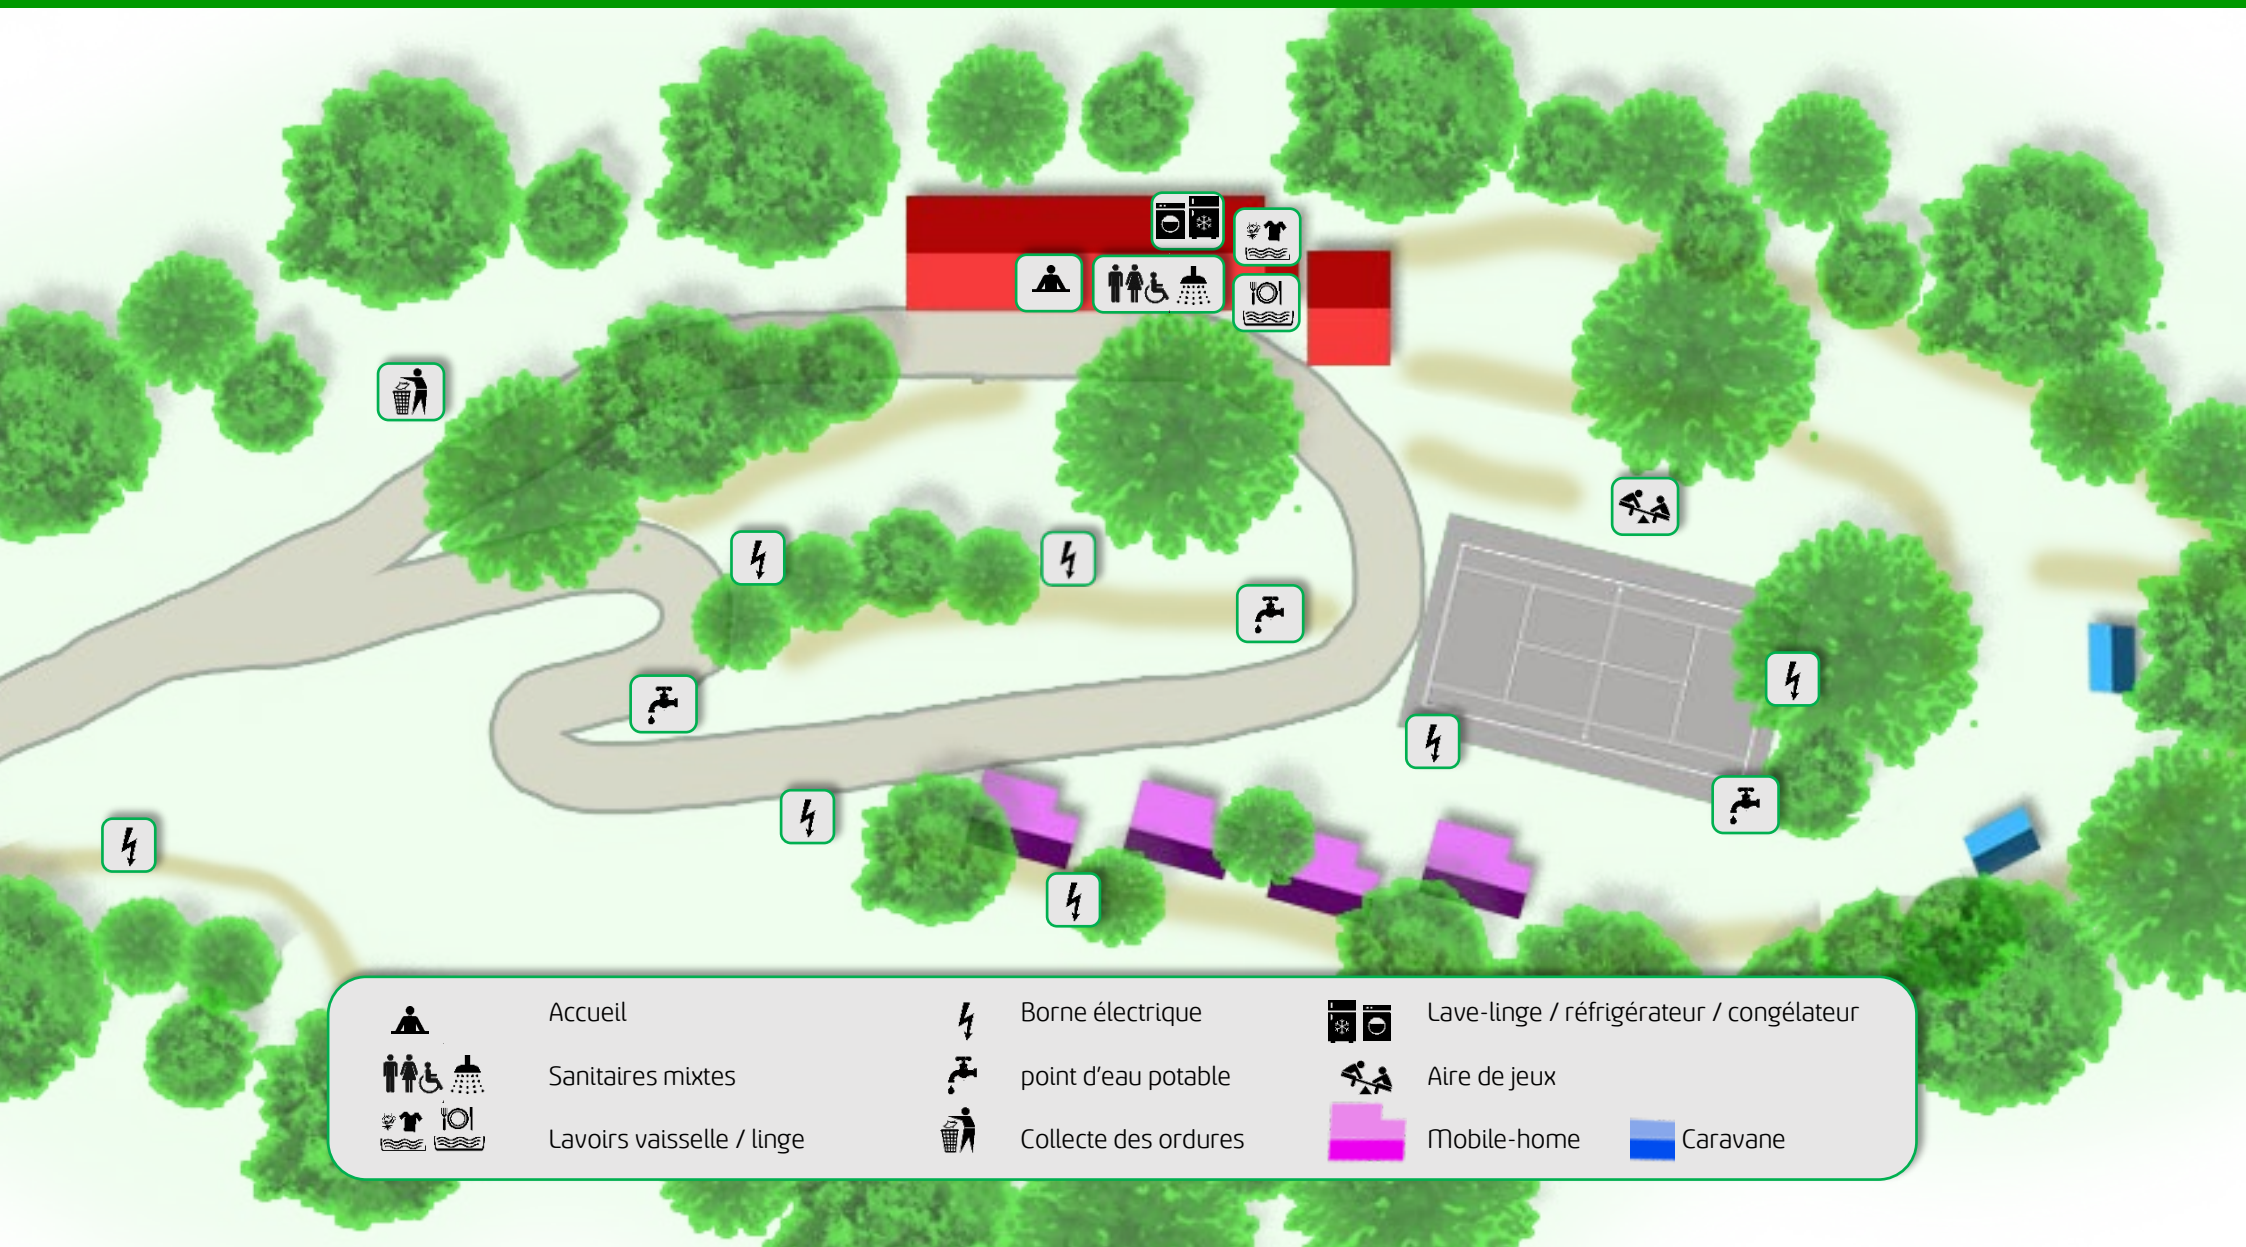 Accueil
Sanitaires mixtes
Lavoirs vaisselle / linge
Borne électrique
point d'eau potable
Collecte des ordures
Lave-linge / réfrigérateur / congélateur
Aire de jeux
Mobile-home
Caravane